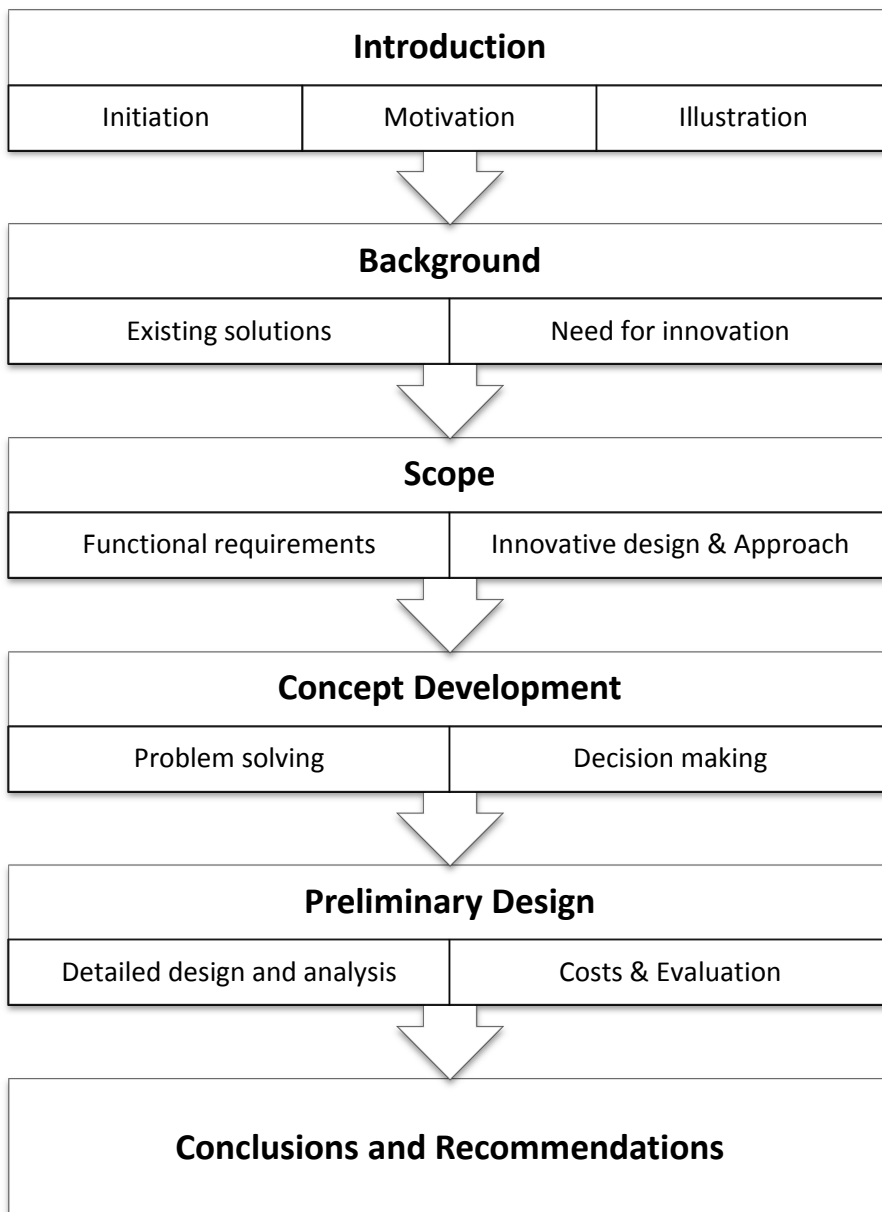 Introduction
Initiation
Motivation
Illustration
Background
Existing solutions
Need for innovation
Scope
Functional requirements
Innovative design & Approach
Concept Development
Problem solving
Decision making
Preliminary Design
Detailed design and analysis
Costs & Evaluation
Conclusions and Recommendations